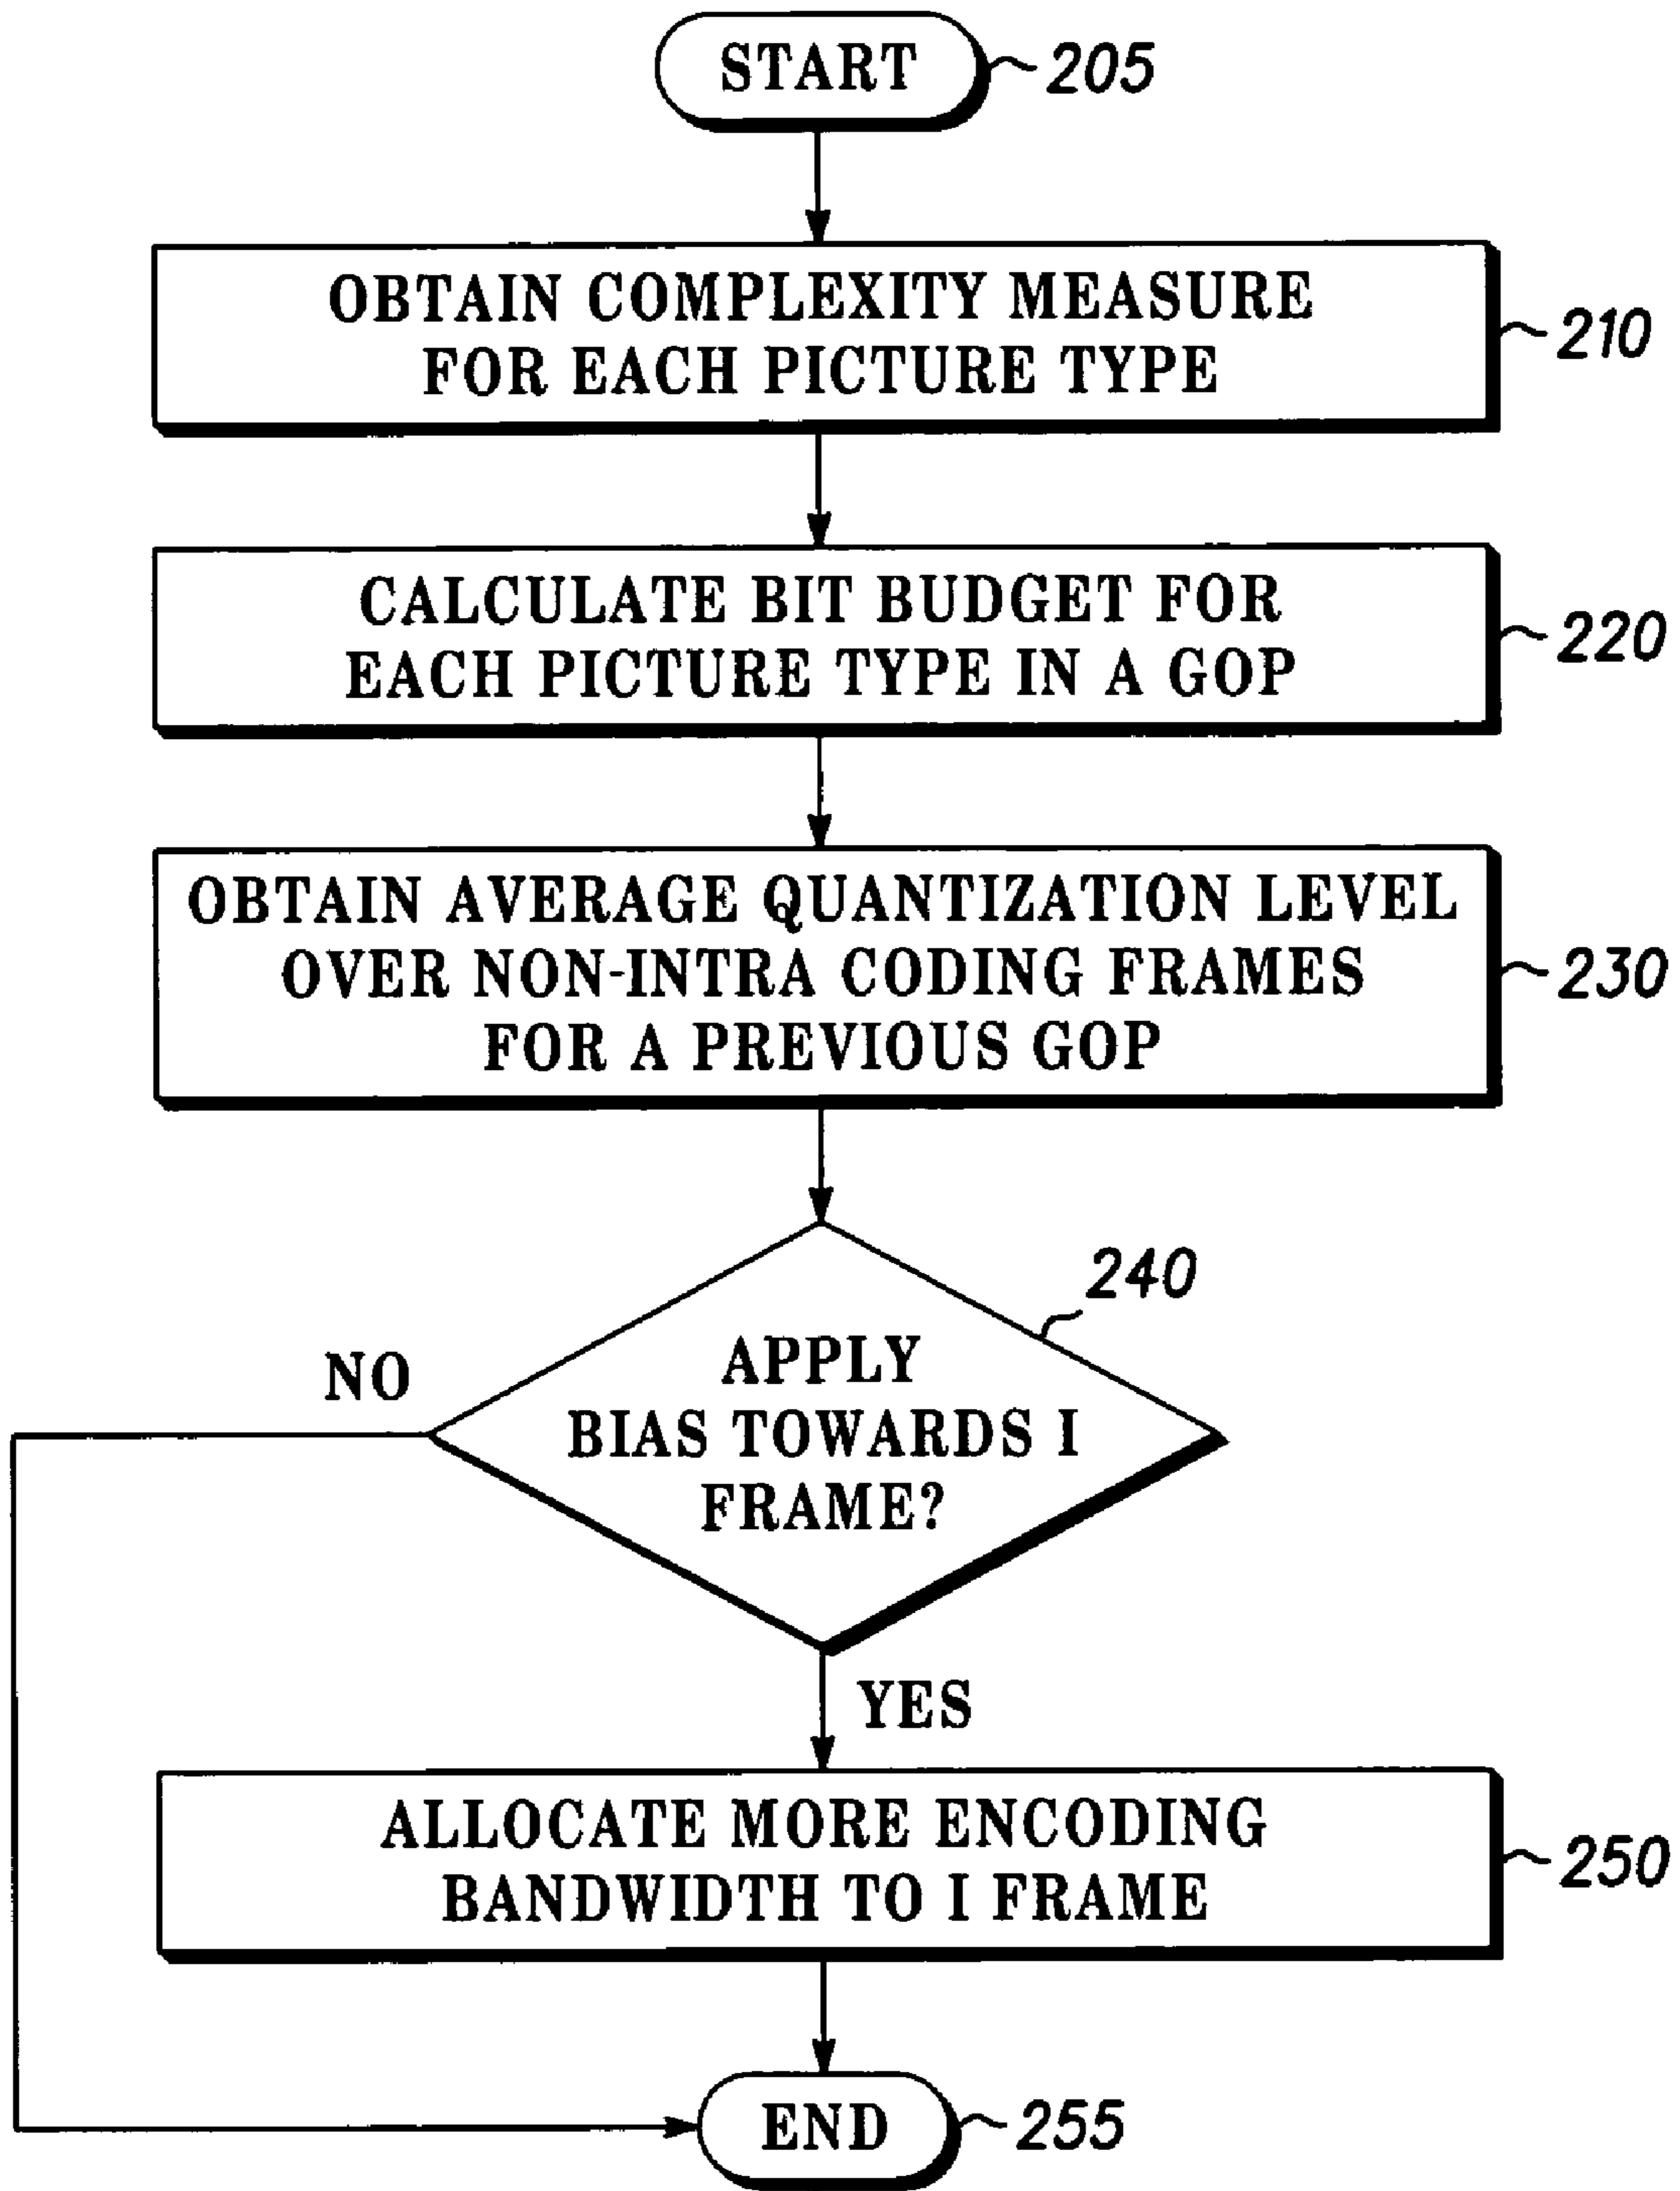 START
205
OBTAIN COMPLEXITY MEASURE
FOR EACH PICTURE TYPE
210
CALCULATE BIT BUDGET FOR
EACH PICTURE TYPE IN A GOP
220
OBTAIN AVERAGE QUANTIZATION LEVEL
OVER NON-INTRA CODING FRAMES
FOR A PREVIOUS GOP
230
240
APPLY
BIAS TOWARDS I
FRAME?
NO
YES
ALLOCATE MORE ENCODING
BANDWIDTH TO I FRAME
250
END
255